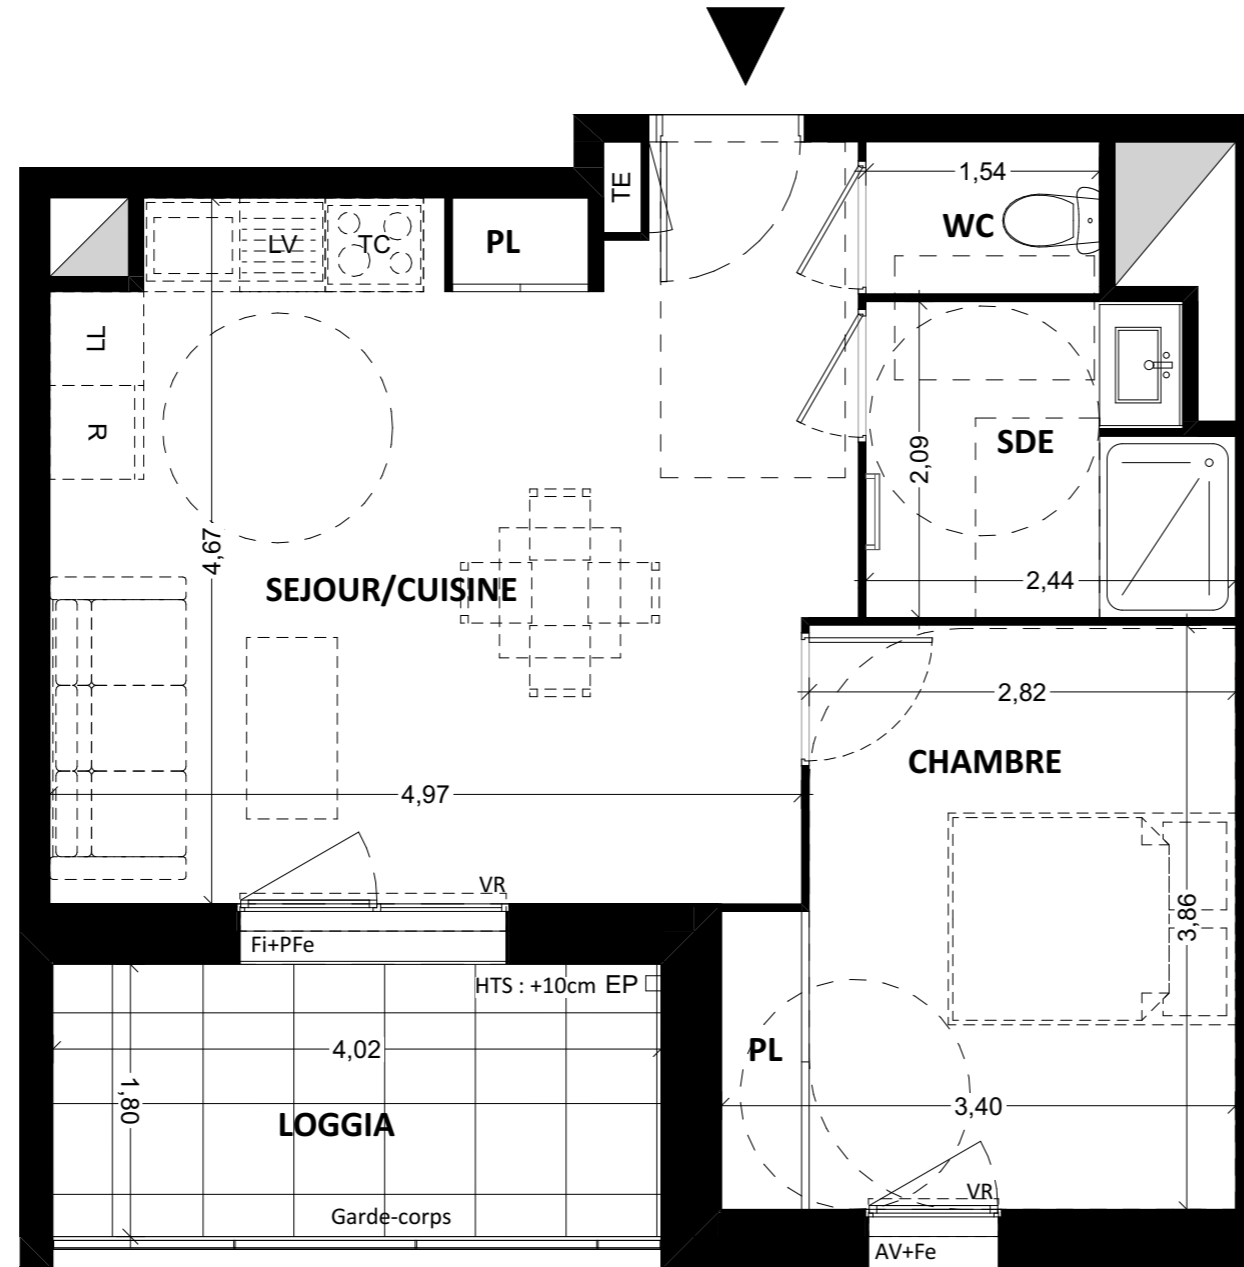 TE
1,54
WC
LV
TC
PL
LL
R
SDE
2,09
2,44
4,67
SEJOUR/CUISINE
2,82
CHAMBRE
4,97
VR
3,86
Fi+PFe
HTS : +10cm EP
4,02
PL
1,80
3,40
LOGGIA
VR
Garde-corps
AV+Fe